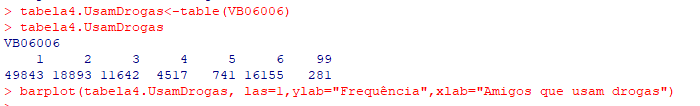 > tabela4.UsamDrogas<-table(VB06006)
> tabela4.UsamDrogas
VB06006
    1     2     3     4     5     6    99
49843 18893 11642  4517   741 16155   281
> barplot(tabela4.UsamDrogas, las=1,ylab="Frequência",xlab="Amigos que usam drogas")